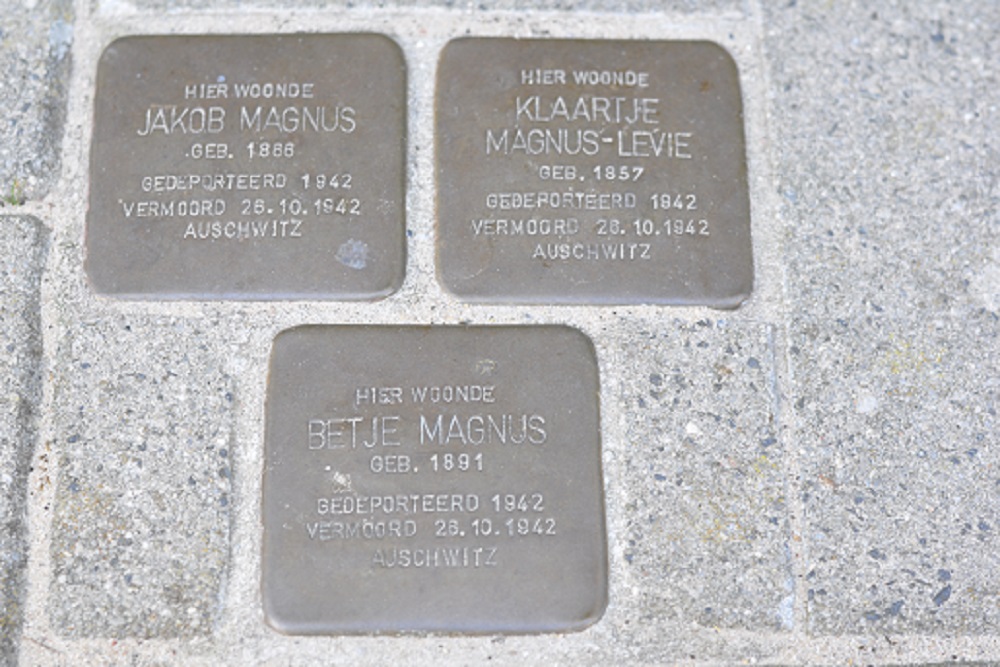 HIER WOONDE
JAKOB MAGNUS
GEB. 1866
GEDEPORTEERD 1942
VERMOORD 26.10.1942
AUSCHWITZ
HIER WOONDE
KLAARTJE
MAGNUS-LEVIE
GEB. 1857
GEDEPORTEERD 1942
VERMOORD 26.10.1942
AUSCHWITZ
HIER WOONDE
BETJE MAGNUS
GEB. 1891
GEDEPORTEERD 1942
VERMOORD 26.10.1942
AUSCHWITZ